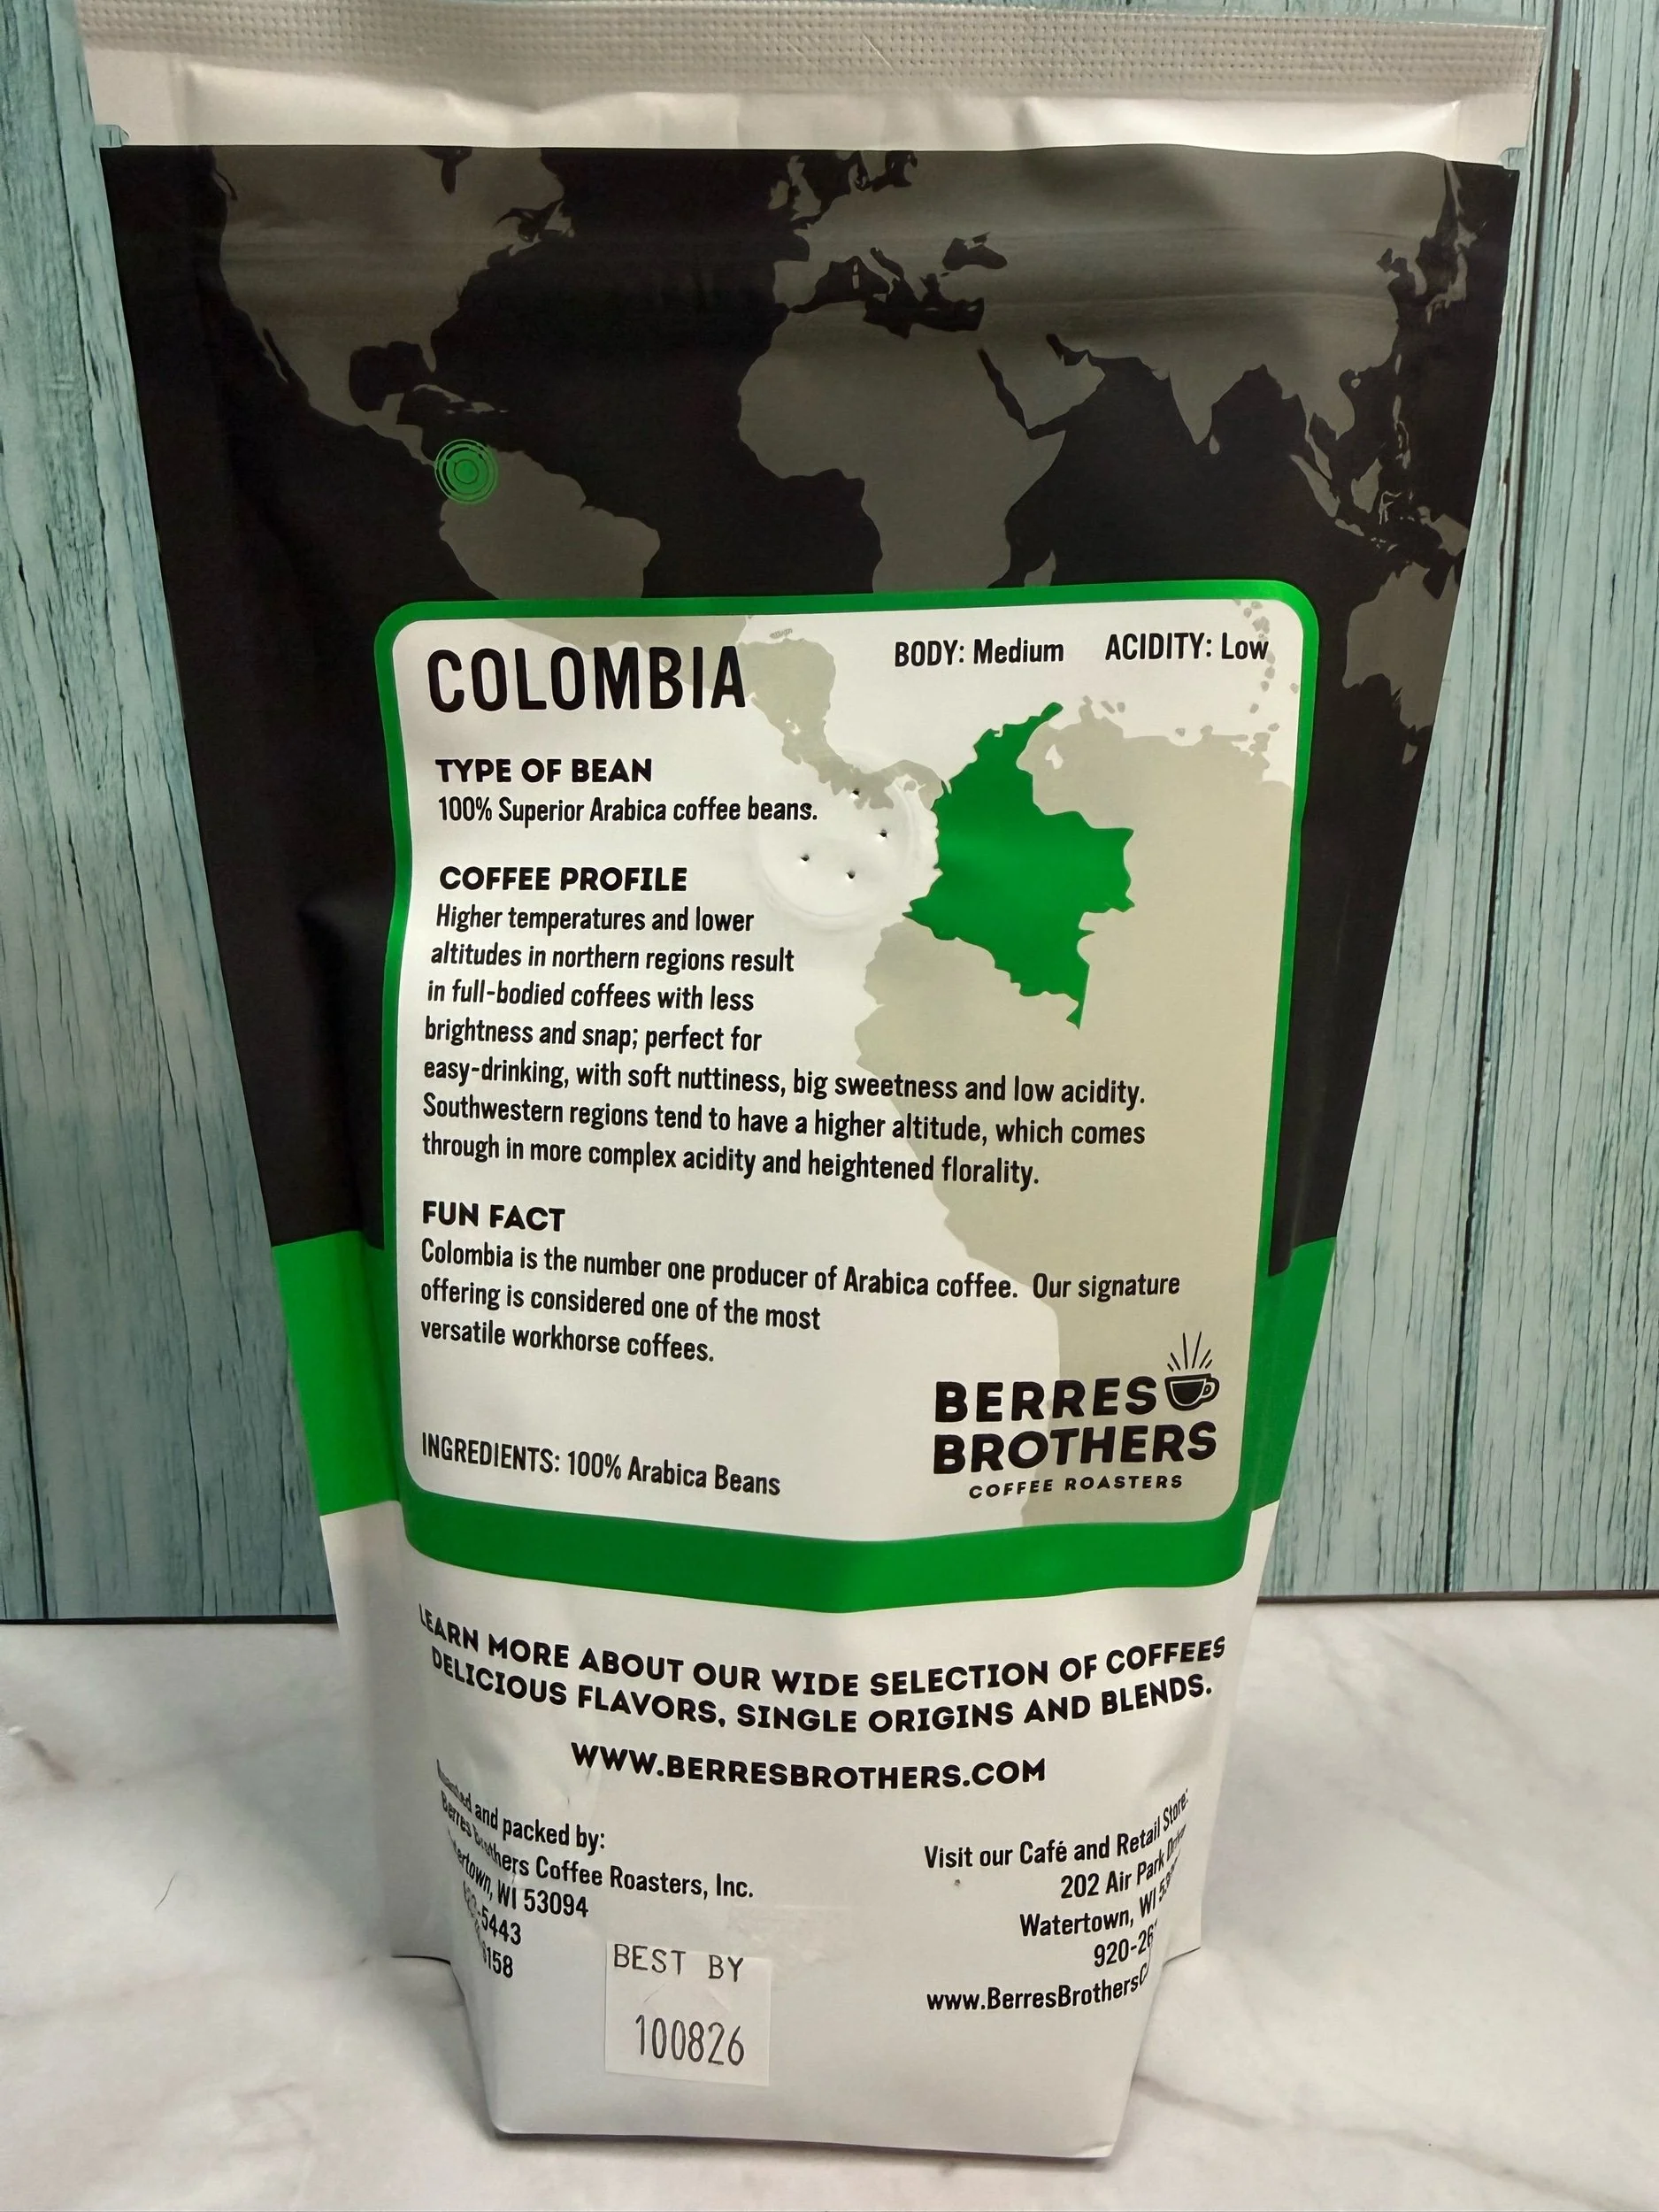 COLOMBIA
BODY: Medium ACIDITY: Low
TYPE OF BEAN
100% Superior Arabica coffee beans.
COFFEE PROFILE
Higher temperatures and lower
altitudes in northern regions result
in full-bodied coffees with less
brightness and snap; perfect for
easy-drinking, with soft nuttiness, big sweetness and low acidity.
Southwestern regions tend to have a higher altitude, which comes
through in more complex acidity and heightened florality.
FUN FACT
Colombia is the number one producer of Arabica coffee. Our signature
offering is considered one of the most
versatile workhorse coffees.
INGREDIENTS: 100% Arabica Beans
BERRES
BROTHERS
COFFEE ROASTERS
LEARN MORE ABOUT OUR WIDE SELECTION OF COFFEES
DELICIOUS FLAVORS, SINGLE ORIGINS AND BLENDS.
WWW.BERRESBROTHERS.COM
and packed by:
Berres Brothers Coffee Roasters, Inc.
WI 53094
5443
Visit our Café and Retail Store:
202 Air Park
Watertown, WI
BEST BY
100826